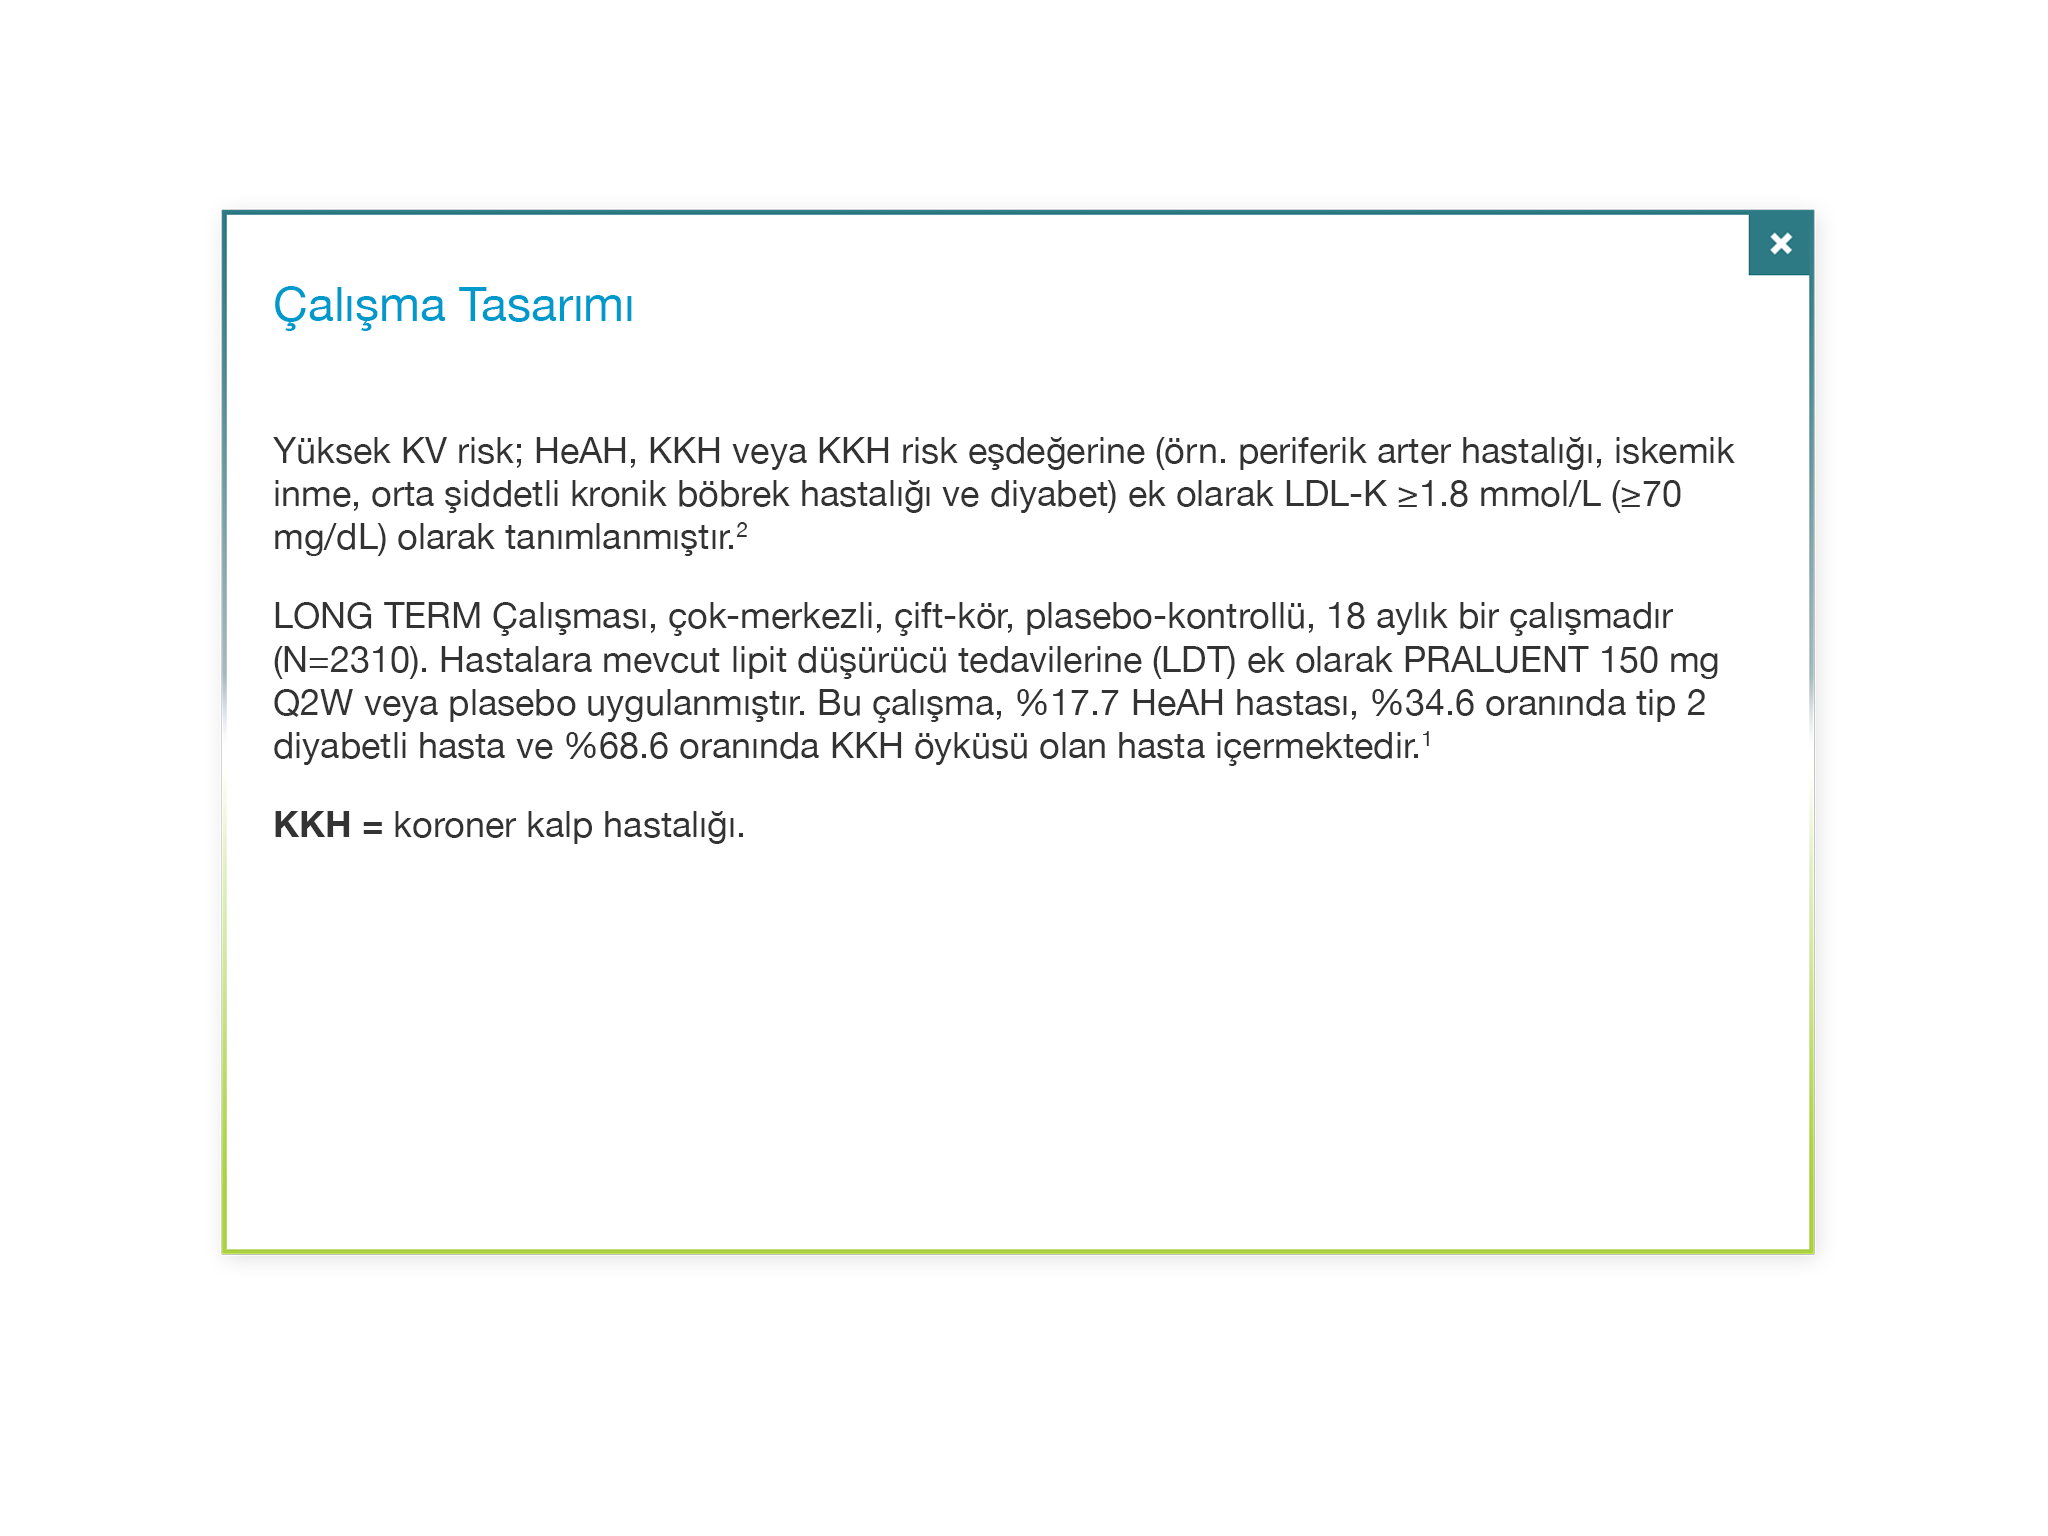 Çalışma Tasarımı
Yüksek KV risk; HeAH, KKH veya KKH risk eşdeğerine (örn. periferik arter hastalığı, iskemik
inme, orta şiddetli kronik böbrek hastalığı ve diyabet) ek olarak LDL-K ≥1.8 mmol/L (≥70
mg/dL) olarak tanımlanmıştır.²
LONG TERM Çalışması, çok-merkezli, çift-kör, plasebo-kontrollü, 18 aylık bir çalışmadır
(N=2310). Hastalara mevcut lipit düşürücü tedavilerine (LDT) ek olarak PRALUENT 150 mg
Q2W veya plasebo uygulanmıştır. Bu çalışma, %17.7 HeAH hastası, %34.6 oranında tip 2
diyabetli hasta ve %68.6 oranında KKH öyküsü olan hasta içermektedir.¹
KKH = koroner kalp hastalığı.